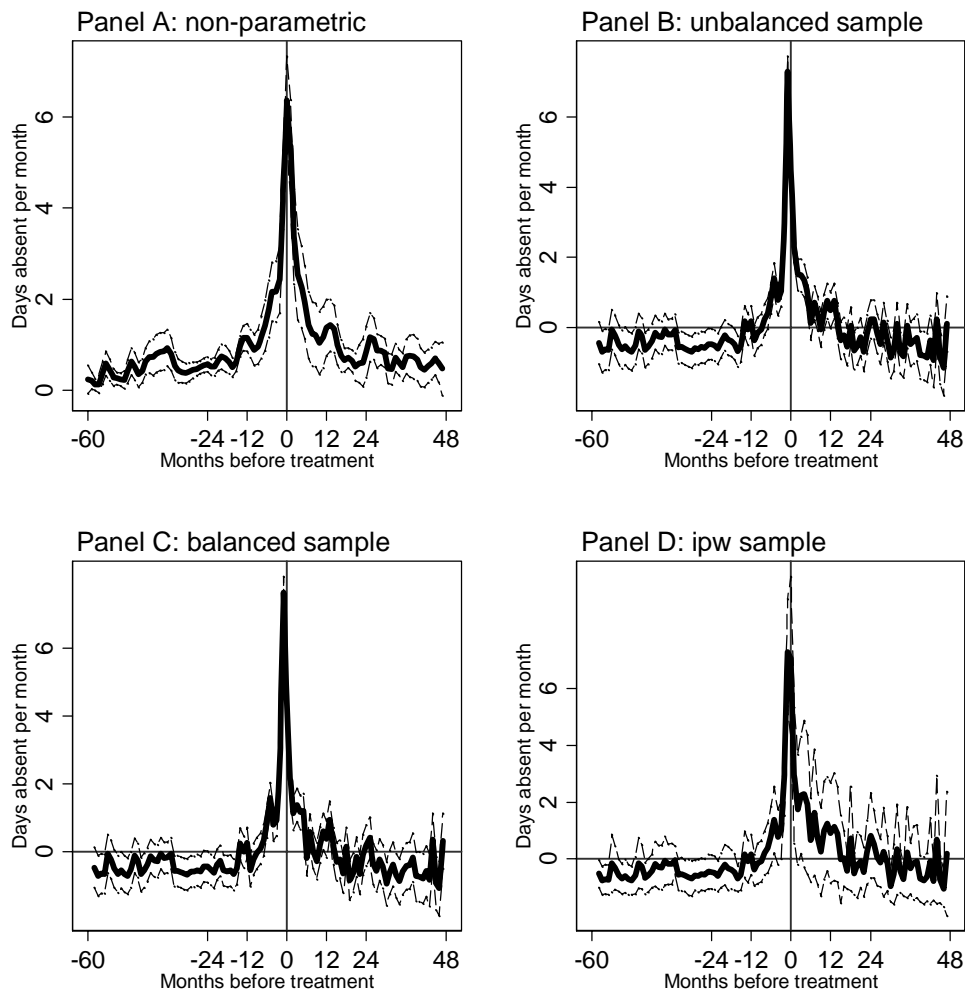 Panel A: non-parametric
Days absent per month
0 2 4 6
-60 -24 -12 0 12 24 48
Months before treatment
Panel B: unbalanced sample
Days absent per month
0 2 4 6
-60 -24 -12 0 12 24 48
Months before treatment
Panel C: balanced sample
Days absent per month
0 2 4 6
-60 -24 -12 0 12 24 48
Months before treatment
Panel D: ipw sample
Days absent per month
0 2 4 6
-60 -24 -12 0 12 24 48
Months before treatment